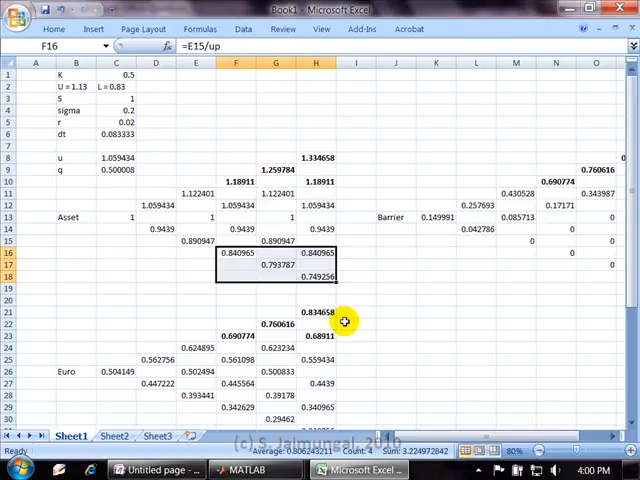 Book1 - Microsoft Excel
Home Insert Page Layout Formulas Data Review View Add-Ins Acrobat
F16 fx =E15/up
A B C D E F G H I J K L M N O
1 K 0.5
2 U = 1.13 L = 0.83
3 S 1
4 sigma 0.2
5 r 0.02
6 dt 0.083333
7
8 u 1.059434 1.334658
9 q 0.500008 1.259784 0.760616
10 1.18911 1.18911 0.690774
11 1.122401 1.122401 0.430528 0.343987
12 1.059434 1.059434 1.059434 0.257693 0.17171
13 Asset 1 1 1 Barrier 0.149991 0.085713 0
14 0.9439 0.9439 0.9439 0.042786 0
15 0.890947 0.890947 0 0
16 0.840965 0.840965 0
17 0.793787 0
18 0.749256
19
20
21 0.834658
22 0.760616
23 0.690774 0.68911
24 0.624895 0.623234
25 0.562756 0.561098 0.559434
26 Euro 0.504149 0.502494 0.500833
27 0.447222 0.445564 0.4439
28 0.393441 0.39178
29 0.342629 0.340965
30 0.29462
Sheet1 Sheet2 Sheet3
(c) S. Jaimungal, 2010
Ready Average: 0.806243211 Count: 4 Sum: 3.224972842 80%
Untitled page - ... MATLAB Microsoft Excel ... 4:00 PM